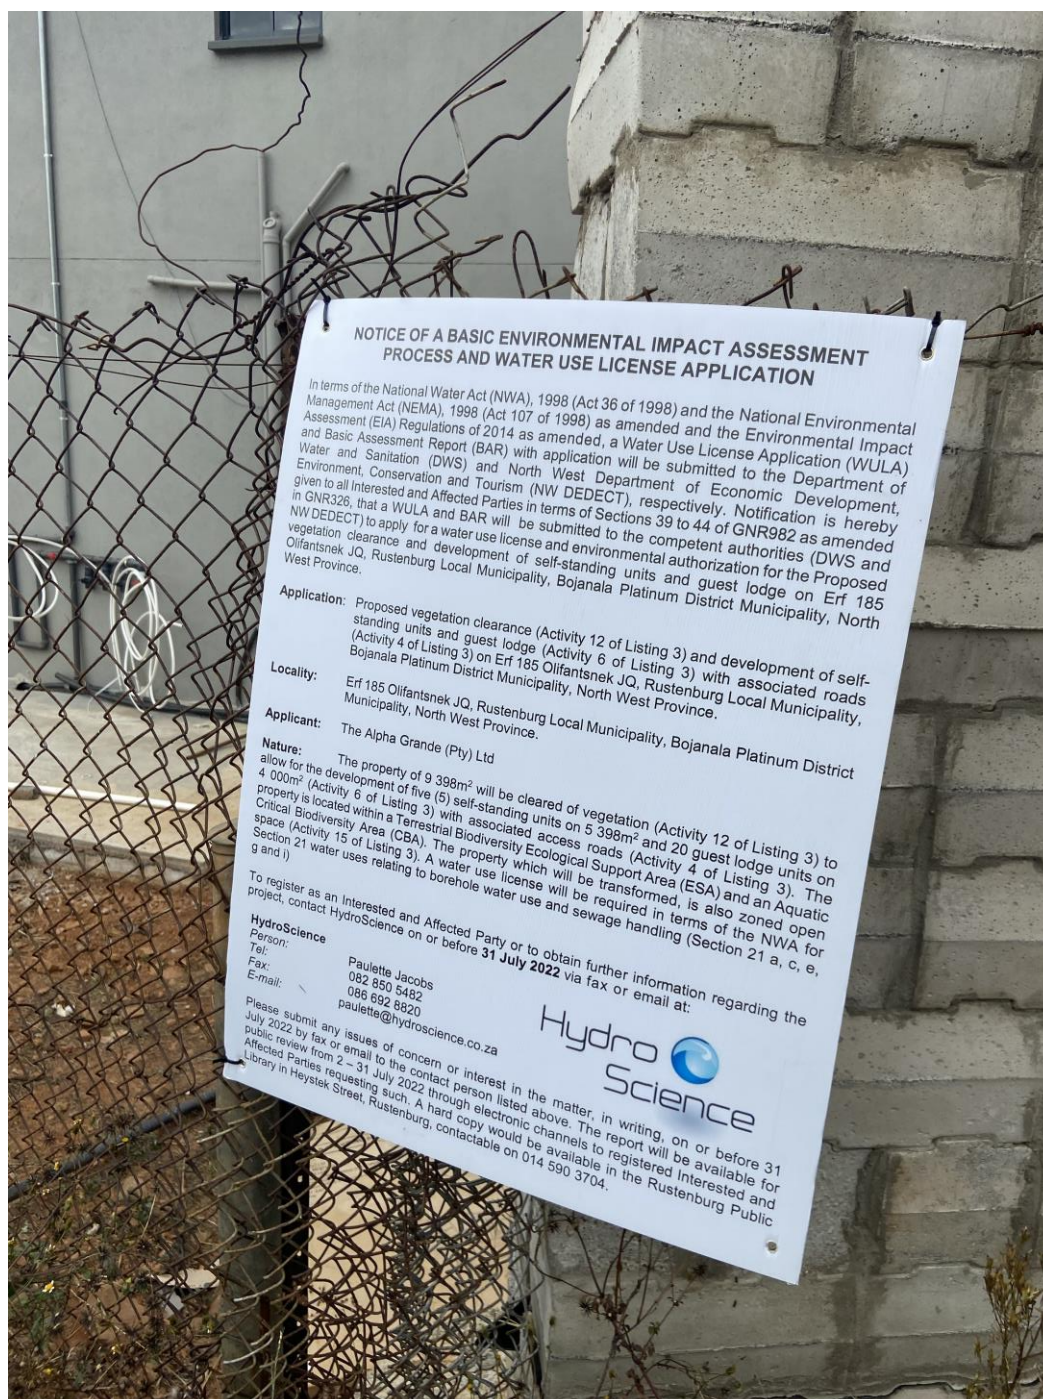 NOTICE OF A BASIC ENVIRONMENTAL IMPACT ASSESSMENT
PROCESS AND WATER USE LICENSE APPLICATION
In terms of the National Water Act (NWA), 1998 (Act 36 of 1998) and the National Environmental
Management Act (NEMA), 1998 (Act 107 of 1998) as amended and the Environmental Impact
Assessment (EIA) Regulations of 2014 as amended, a Water Use License Application (WULA)
and Basic Assessment Report (BAR) with application will be submitted to the Department of
Water and Sanitation (DWS) and North West Department of Economic Development,
Environment, Conservation and Tourism (NW DEDECT), respectively. Notification is hereby
given to all Interested and Affected Parties in terms of Sections 39 to 44 of GNR982 as amended
in GNR326, that a WULA and BAR will be submitted to the competent authorities (DWS and
NW DEDECT) to apply for a water use license and environmental authorization for the Proposed
vegetation clearance and development of self-standing units and guest lodge on Erf 185
Olifantsnek JQ, Rustenburg Local Municipality, Bojanala Platinum District Municipality, North
West Province.
Application: Proposed vegetation clearance (Activity 12 of Listing 3) and development of self-
standing units and guest lodge (Activity 6 of Listing 3) with associated roads
(Activity 4 of Listing 3) on Erf 185 Olifantsnek JQ, Rustenburg Local Municipality,
Bojanala Platinum District Municipality, North West Province.
Locality: Erf 185 Olifantsnek JQ, Rustenburg Local Municipality, Bojanala Platinum District
Municipality, North West Province.
Applicant: The Alpha Grande (Pty) Ltd
Nature: The property of 9 398m² will be cleared of vegetation (Activity 12 of Listing 3) to
allow for the development of five (5) self-standing units on 5 398m² and 20 guest lodge units on
4 000m² (Activity 6 of Listing 3) with associated access roads (Activity 4 of Listing 3). The
property is located within a Terrestrial Biodiversity Ecological Support Area (ESA) and an Aquatic
Critical Biodiversity Area (CBA). The property which will be transformed, is also zoned open
space (Activity 15 of Listing 3). A water use license will be required in terms of the NWA for
Section 21 water uses relating to borehole water use and sewage handling (Section 21 a, c, e,
g and i)
To register as an Interested and Affected Party or to obtain further information regarding the
project, contact HydroScience on or before 31 July 2022 via fax or email at:
HydroScience
Person: Paulette Jacobs
Tel: 082 850 5482
Fax: 086 692 8820
E-mail: paulette@hydroscience.co.za
Hydro
Science
Please submit any issues of concern or interest in the matter, in writing, on or before 31
July 2022 by fax or email to the contact person listed above. The report will be available for
public review from 2 – 31 July 2022 through electronic channels to registered Interested and
Affected Parties requesting such. A hard copy would be available in the Rustenburg Public
Library in Heystek Street, Rustenburg, contactable on 014 590 3704.